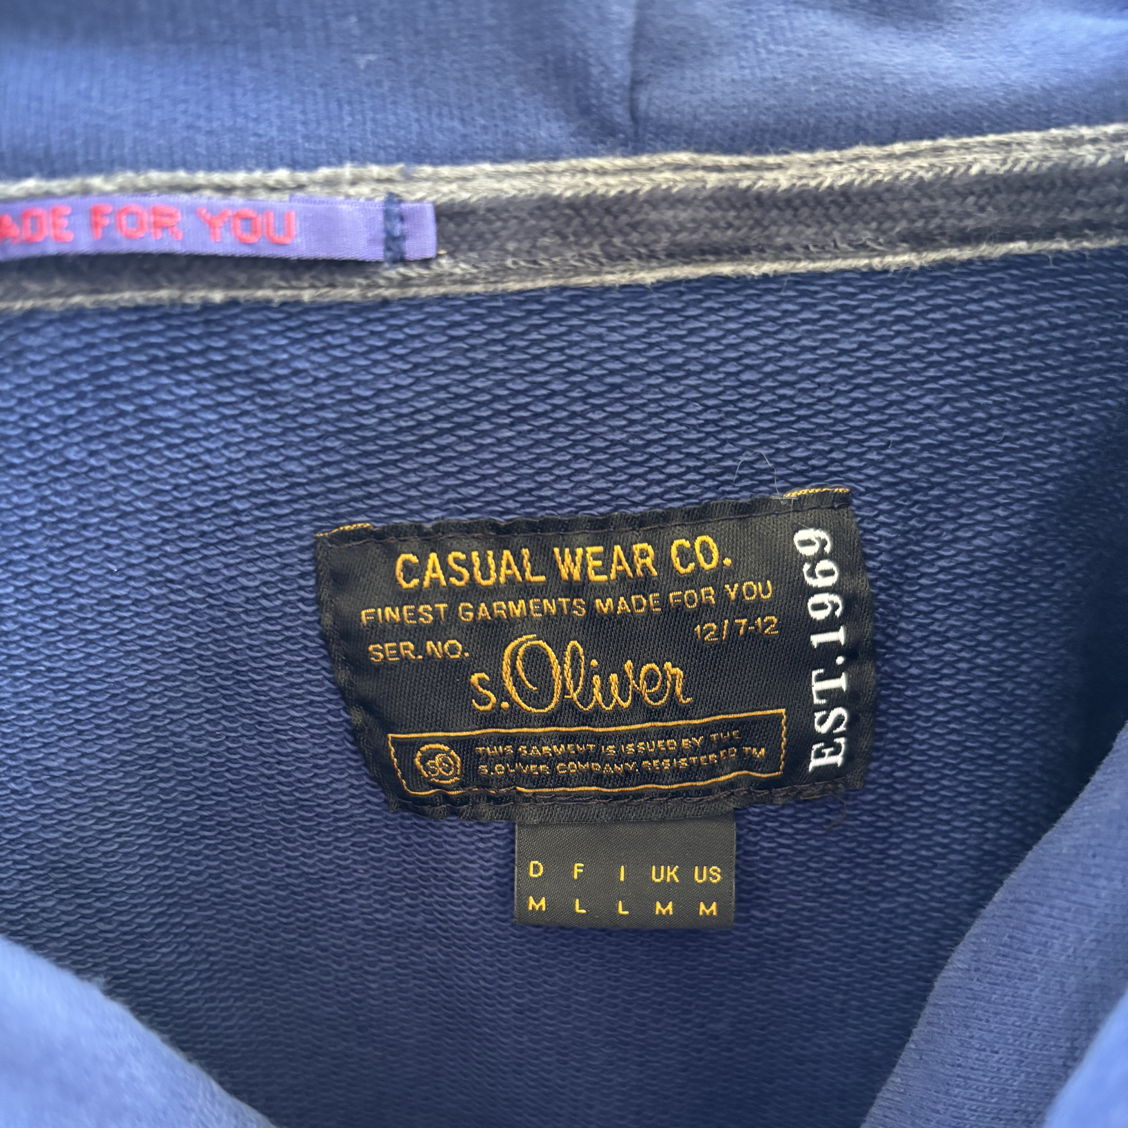 ADE FOR YOU
CASUAL WEAR CO.
FINEST GARMENTS MADE FOR YOU
SER. NO. 12/7-12
s.Oliver
THIS GARMENT IS ISSUED BY THE
S.OLIVER COMPANY. REGISTERED TM
EST. 1969
D F I UK US
M L L M M